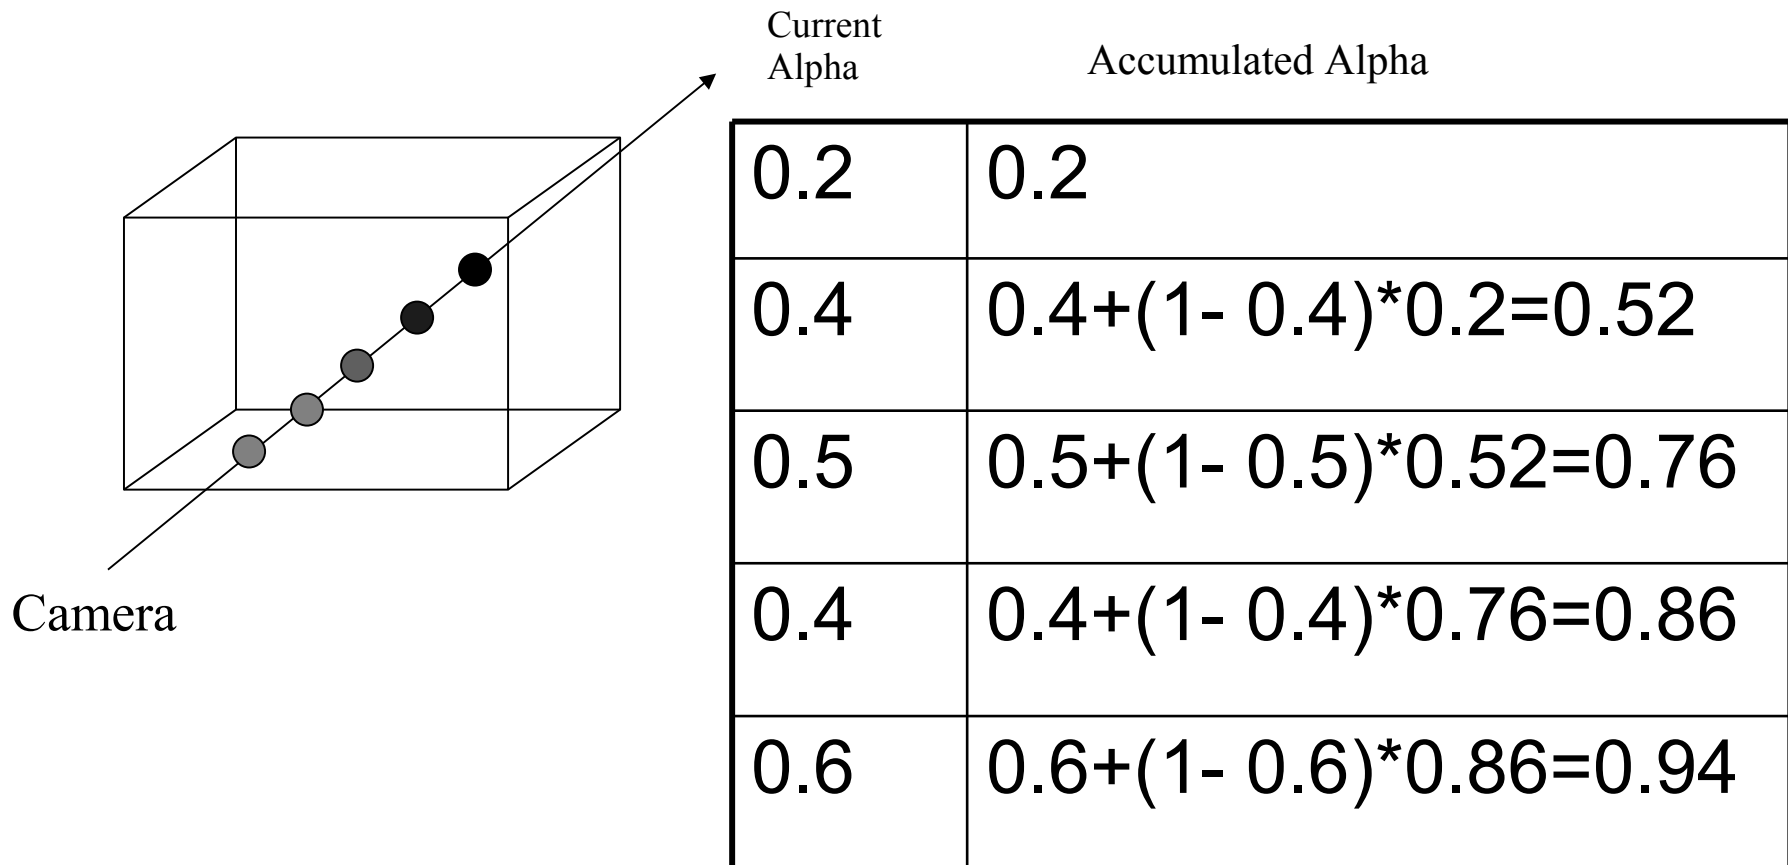 Current
Alpha
Accumulated Alpha
0.2 0.2
0.4 0.4+(1- 0.4)*0.2=0.52
0.5 0.5+(1- 0.5)*0.52=0.76
0.4 0.4+(1- 0.4)*0.76=0.86
0.6 0.6+(1- 0.6)*0.86=0.94
Camera